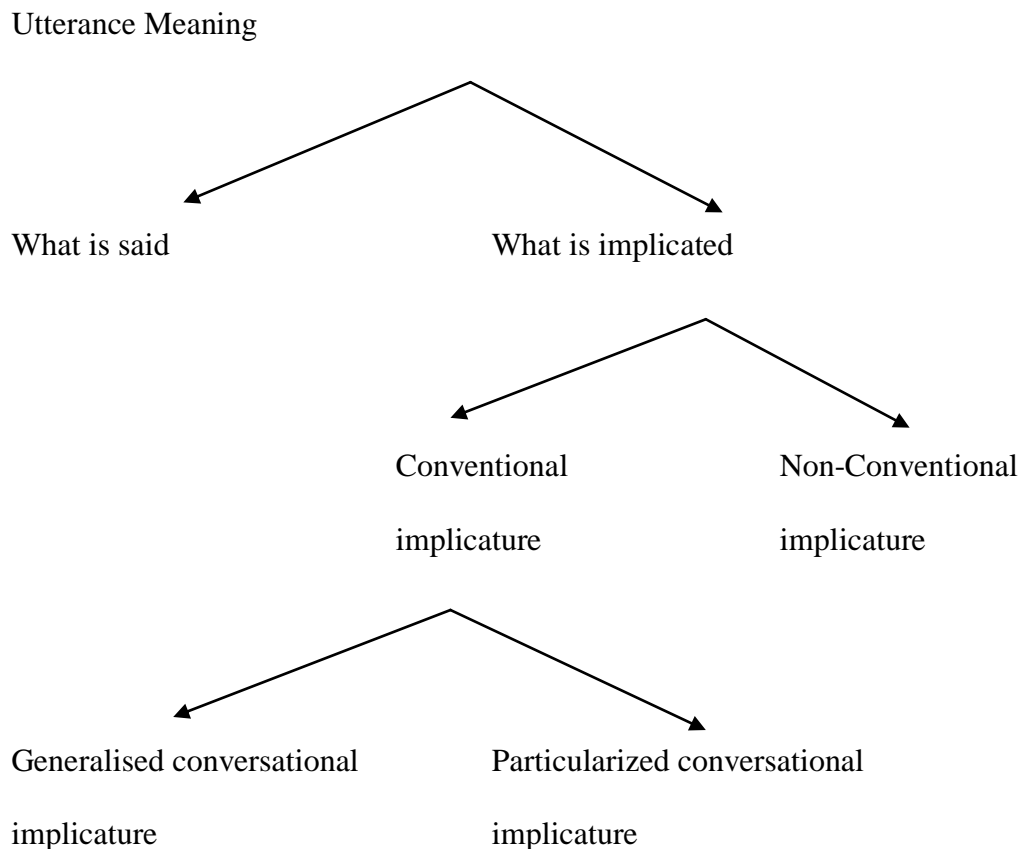 Utterance Meaning
What is said
What is implicated
Conventional
implicature
Non-Conventional
implicature
Generalised conversational
implicature
Particularized conversational
implicature